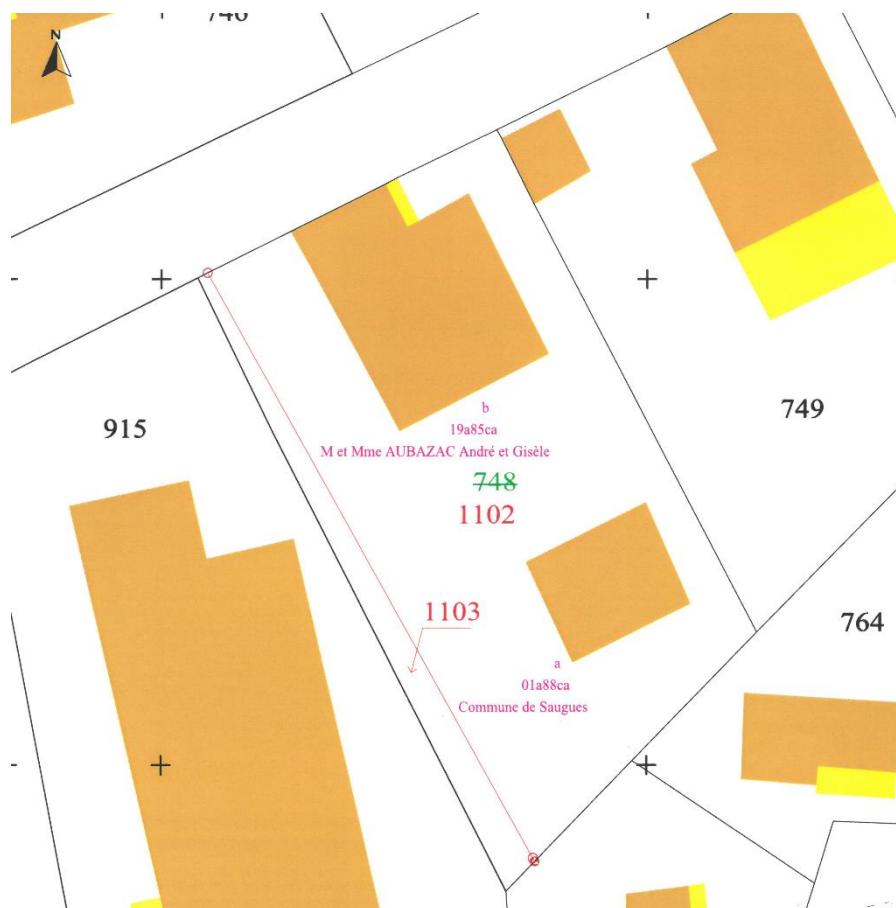 746
N
915
749
b
19a85ca
M et Mme AUBAZAC André et Gisèle
748
1102
1103
764
a
01a88ca
Commune de Saugues